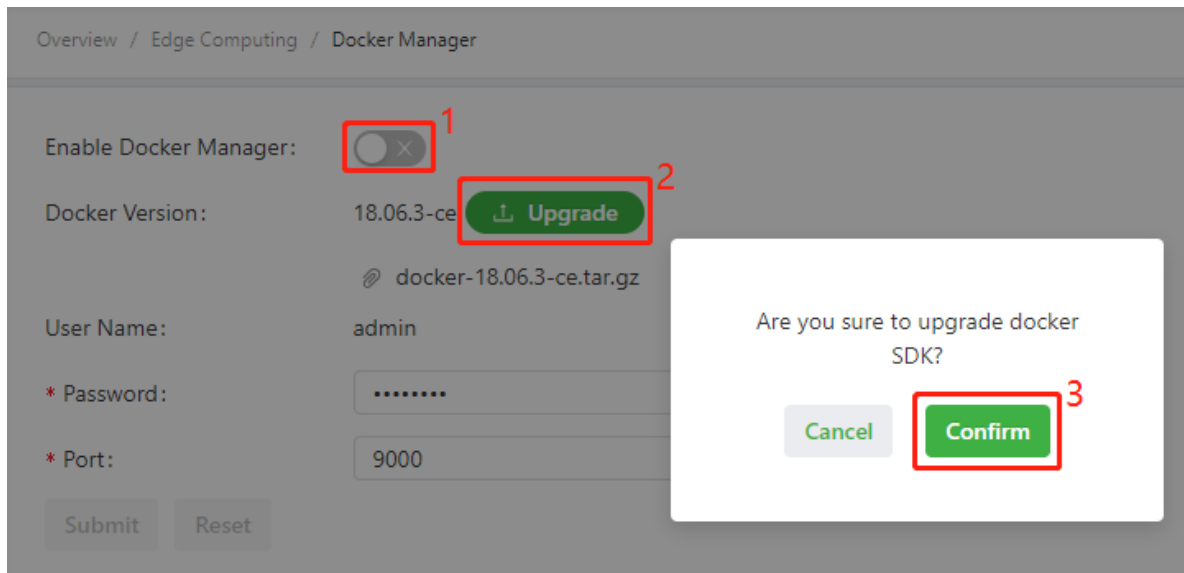 Overview / Edge Computing / Docker Manager
Enable Docker Manager: 1
Docker Version: 18.06.3-ce Upgrade 2
docker-18.06.3-ce.tar.gz
User Name: admin
* Password: ••••••••
* Port: 9000
Submit Reset
Are you sure to upgrade docker
SDK?
Cancel Confirm 3